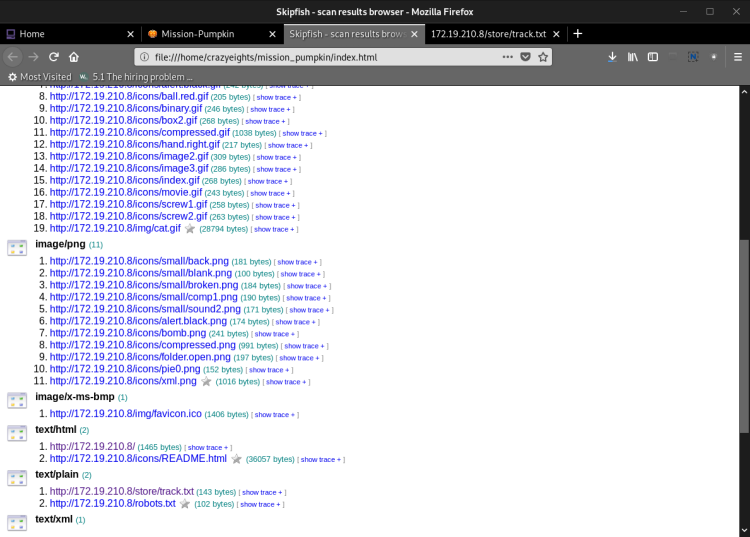 Skipfish - scan results browser - Mozilla Firefox
Home
Mission-Pumpkin
Skipfish - scan results brows
172.19.210.8/store/track.txt
file:///home/crazyeights/mission_pumpkin/index.html
Most Visited
5.1 The hiring problem ...
7. http://172.19.210.8/icons/alert.black.gif (242 bytes) [ show trace + ]
8. http://172.19.210.8/icons/ball.red.gif (205 bytes) [ show trace + ]
9. http://172.19.210.8/icons/binary.gif (246 bytes) [ show trace + ]
10. http://172.19.210.8/icons/box2.gif (268 bytes) [ show trace + ]
11. http://172.19.210.8/icons/compressed.gif (1038 bytes) [ show trace + ]
12. http://172.19.210.8/icons/hand.right.gif (217 bytes) [ show trace + ]
13. http://172.19.210.8/icons/image2.gif (309 bytes) [ show trace + ]
14. http://172.19.210.8/icons/image3.gif (286 bytes) [ show trace + ]
15. http://172.19.210.8/icons/index.gif (268 bytes) [ show trace + ]
16. http://172.19.210.8/icons/movie.gif (243 bytes) [ show trace + ]
17. http://172.19.210.8/icons/screw1.gif (258 bytes) [ show trace + ]
18. http://172.19.210.8/icons/screw2.gif (263 bytes) [ show trace + ]
19. http://172.19.210.8/img/cat.gif (28794 bytes) [ show trace + ]
image/png (11)
1. http://172.19.210.8/icons/small/back.png (181 bytes) [ show trace + ]
2. http://172.19.210.8/icons/small/blank.png (100 bytes) [ show trace + ]
3. http://172.19.210.8/icons/small/broken.png (184 bytes) [ show trace + ]
4. http://172.19.210.8/icons/small/comp1.png (190 bytes) [ show trace + ]
5. http://172.19.210.8/icons/small/sound2.png (171 bytes) [ show trace + ]
6. http://172.19.210.8/icons/alert.black.png (174 bytes) [ show trace + ]
7. http://172.19.210.8/icons/bomb.png (241 bytes) [ show trace + ]
8. http://172.19.210.8/icons/compressed.png (991 bytes) [ show trace + ]
9. http://172.19.210.8/icons/folder.open.png (197 bytes) [ show trace + ]
10. http://172.19.210.8/icons/pie0.png (152 bytes) [ show trace + ]
11. http://172.19.210.8/icons/xml.png (1016 bytes) [ show trace + ]
image/x-ms-bmp (1)
1. http://172.19.210.8/img/favicon.ico (1406 bytes) [ show trace + ]
text/html (2)
1. http://172.19.210.8/ (1465 bytes) [ show trace + ]
2. http://172.19.210.8/icons/README.html (36057 bytes) [ show trace + ]
text/plain (2)
1. http://172.19.210.8/store/track.txt (143 bytes) [ show trace + ]
2. http://172.19.210.8/robots.txt (102 bytes) [ show trace + ]
text/xml (1)